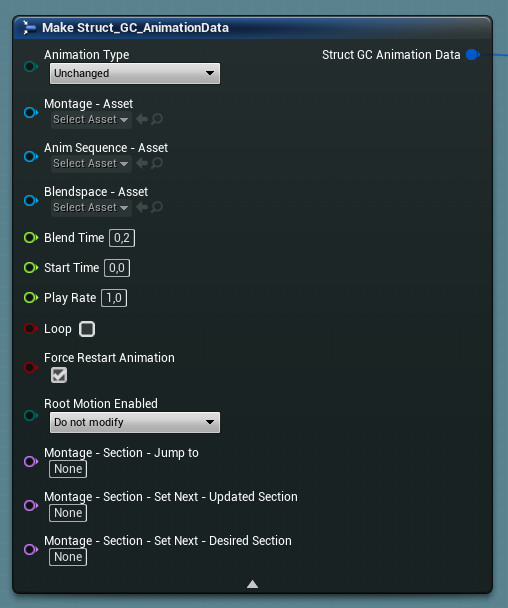 Make Struct_GC_AnimationData
Animation Type
Struct GC Animation Data
Unchanged
Montage - Asset
Select Asset
Anim Sequence - Asset
Select Asset
Blendspace - Asset
Select Asset
Blend Time 0,2
Start Time 0,0
Play Rate 1,0
Loop
Force Restart Animation
Root Motion Enabled
Do not modify
Montage - Section - Jump to
None
Montage - Section - Set Next - Updated Section
None
Montage - Section - Set Next - Desired Section
None